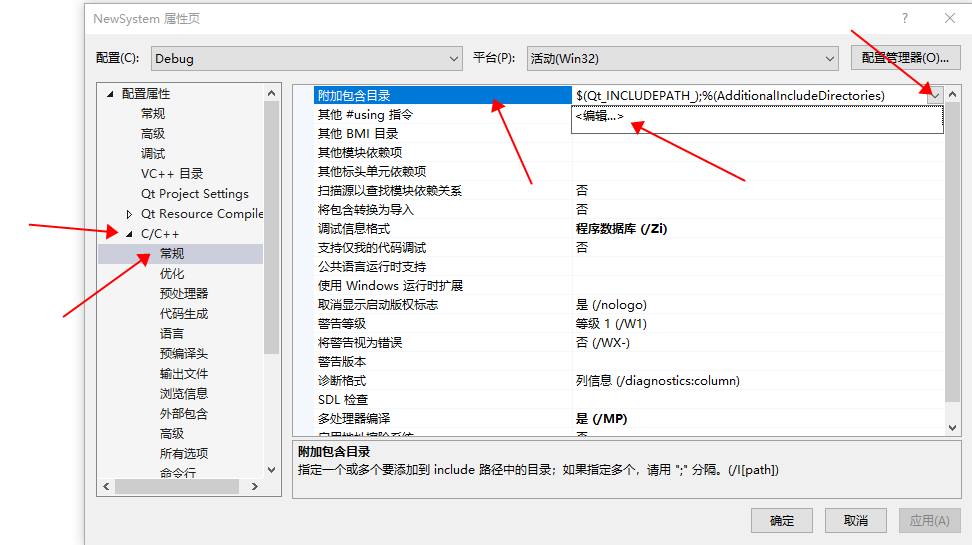 NewSystem 属性页
配置(C): Debug 平台(P): 活动(Win32) 配置管理器(O)...
配置属性
常规
高级
调试
VC++ 目录
Qt Project Settings
Qt Resource Compile
C/C++
常规
优化
预处理器
代码生成
语言
预编译头
输出文件
浏览信息
外部包含
高级
所有选项
命令行
附加包含目录 $(Qt_INCLUDEPATH_);%(AdditionalIncludeDirectories)
其他 #using 指令 <编辑...>
其他 BMI 目录
其他模块依赖项
其他标头单元依赖项
扫描源以查找模块依赖关系 否
将包含转换为导入 否
调试信息格式 程序数据库 (/Zi)
支持仅我的代码调试 否
公共语言运行时支持
使用 Windows 运行时扩展
取消显示启动版权标志 是 (/nologo)
警告等级 等级 1 (/W1)
将警告视为错误 否 (/WX-)
警告版本
诊断格式 列信息 (/diagnostics:column)
SDL 检查
多处理器编译 是 (/MP)
附加包含目录
指定一个或多个要添加到 include 路径中的目录；如果指定多个，请用 ";" 分隔。(/I[path])
确定 取消 应用(A)